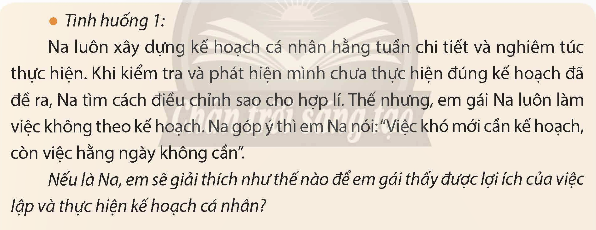 ● Tình huống 1:
Na luôn xây dựng kế hoạch cá nhân hằng tuần chi tiết và nghiêm túc
thực hiện. Khi kiểm tra và phát hiện mình chưa thực hiện đúng kế hoạch đã
đề ra, Na tìm cách điều chỉnh sao cho hợp lí. Thế nhưng, em gái Na luôn làm
việc không theo kế hoạch. Na góp ý thì em Na nói: “Việc khó mới cần kế hoạch,
còn việc hằng ngày không cần”.
Nếu là Na, em sẽ giải thích như thế nào để em gái thấy được lợi ích của việc
lập và thực hiện kế hoạch cá nhân?
Chân trời sáng tạo